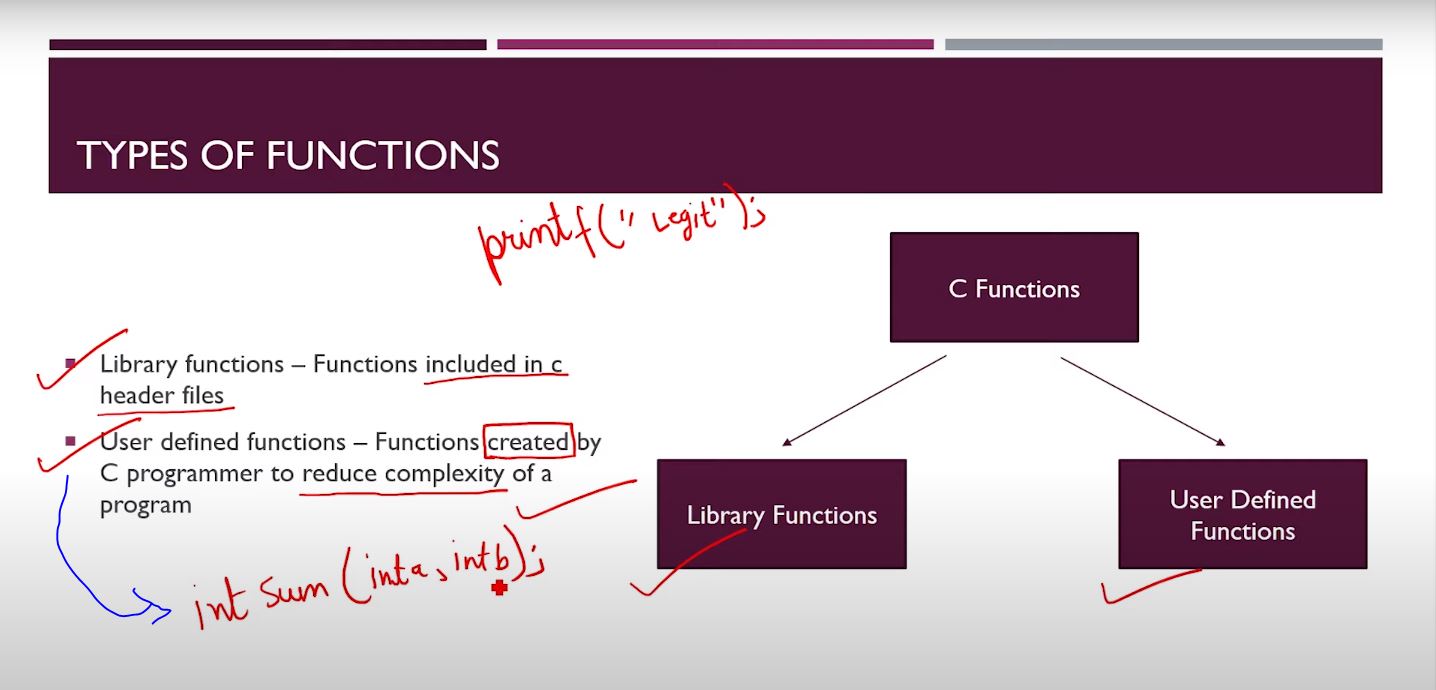 TYPES OF FUNCTIONS
printf(" Legit");
C Functions
Library functions – Functions included in c
header files
User defined functions – Functions created by
C programmer to reduce complexity of a
program
int sum (int a, int b);
Library Functions
User Defined
Functions